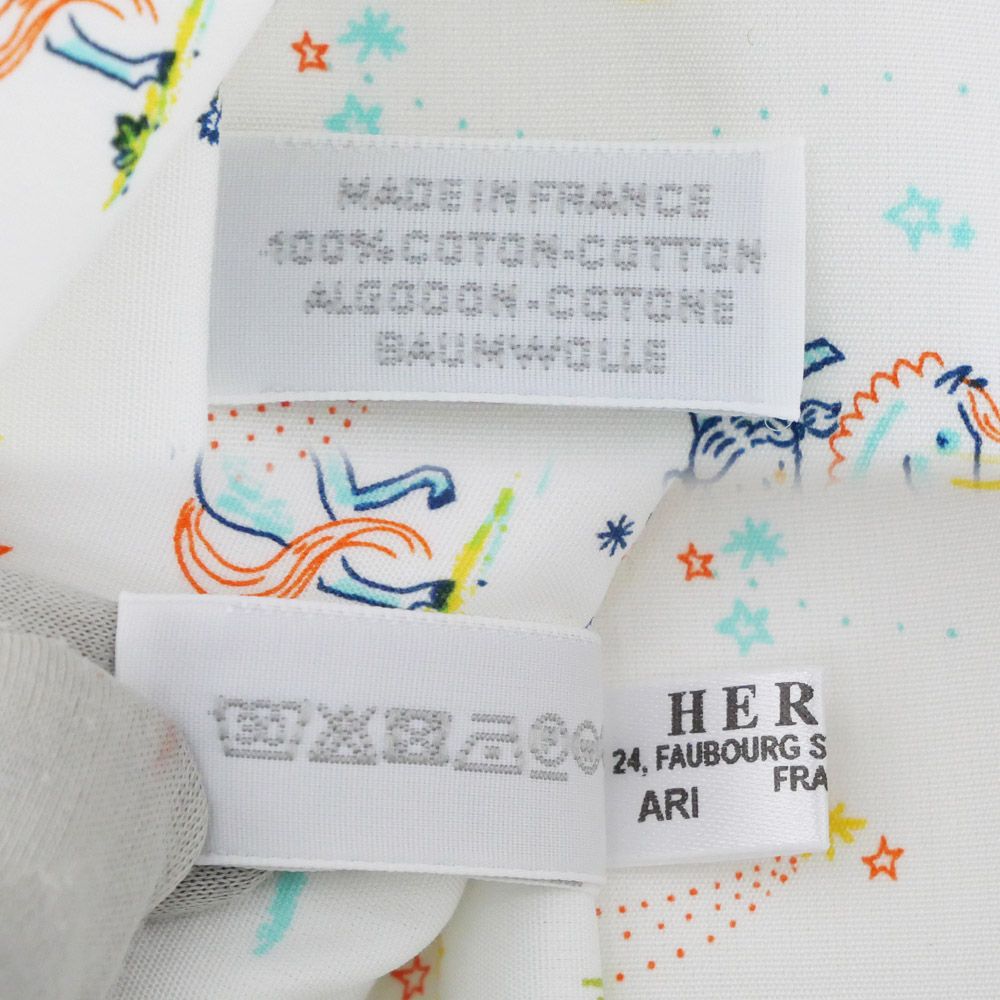 MADE IN FRANCE
100% COTON-COTTON
ALGODON-COTONE
BAUMWOLLE
HER
24, FAUBOURG S
FRA
ARI